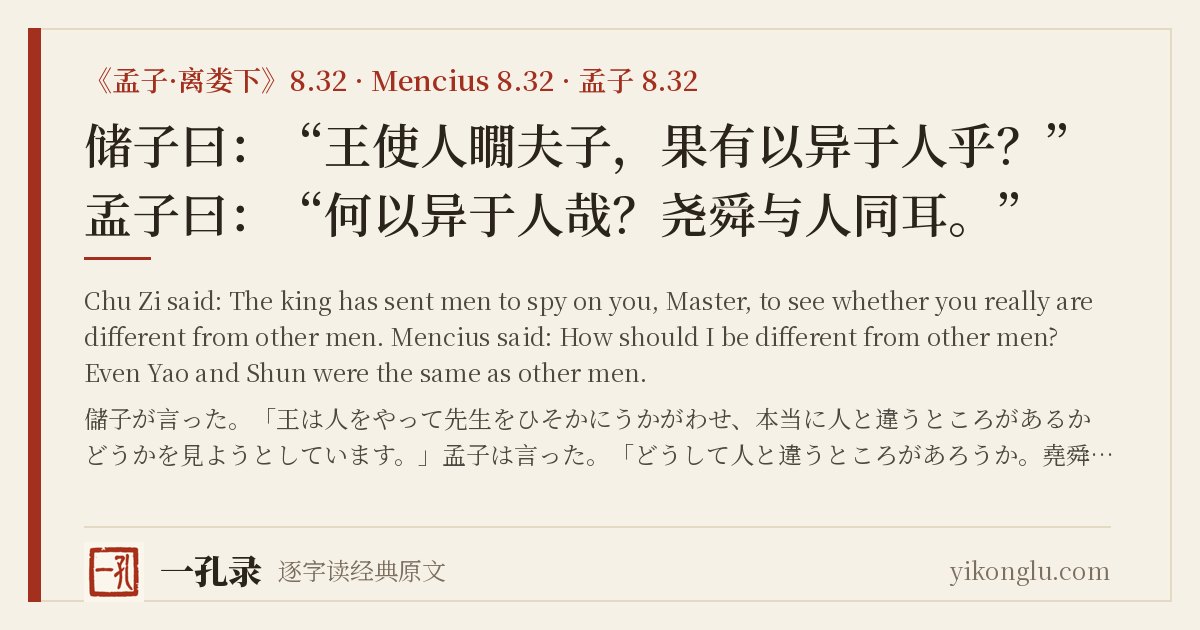 《孟子·离娄下》8.32 · Mencius 8.32 · 孟子 8.32
储子曰：“王使人瞯夫子，果有以异于人乎？”
孟子曰：“何以异于人哉？尧舜与人同耳。”
Chu Zi said: The king has sent men to spy on you, Master, to see whether you really are
different from other men. Mencius said: How should I be different from other men?
Even Yao and Shun were the same as other men.
儲子が言った。「王は人をやって先生をひそかにうかがわせ、本当に人と違うところがあるか
どうかを見ようとしています。」孟子は言った。「どうして人と違うところがあろうか。堯舜…
一孔
一孔录 逐字读经典原文 yikonglu.com